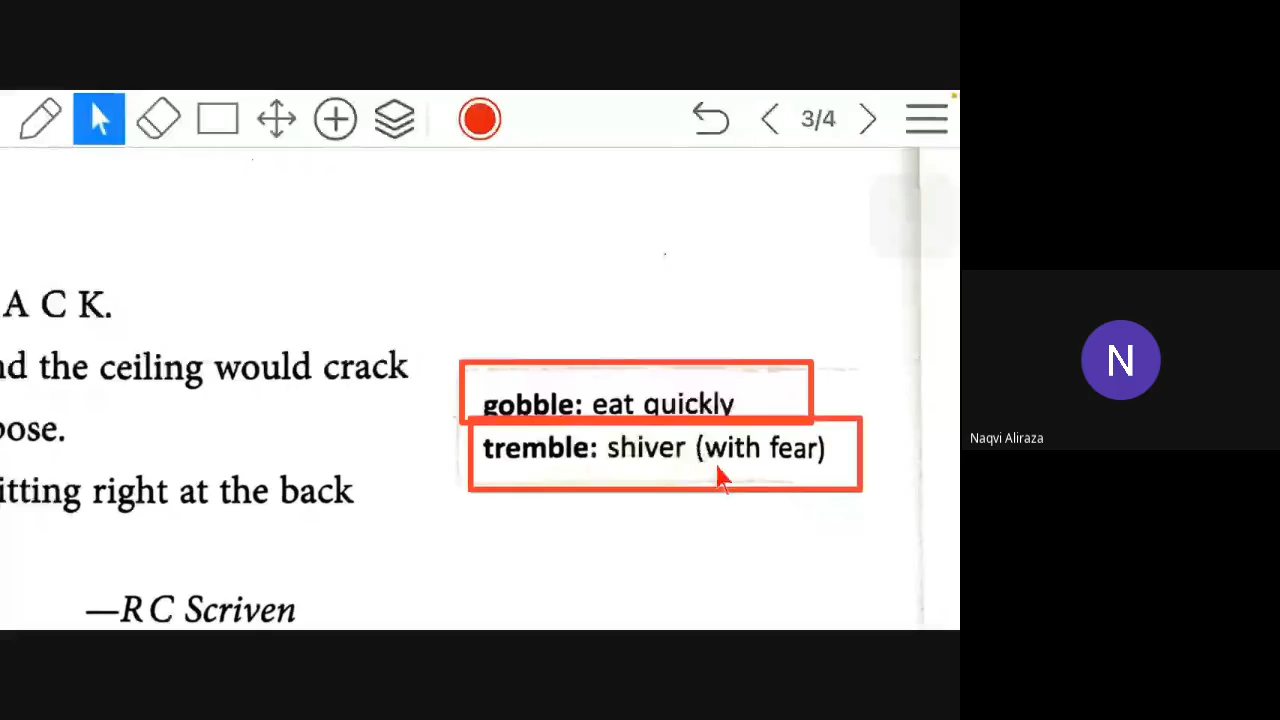 3/4
A C K.
nd the ceiling would crack
gobble: eat quickly
ose.
tremble: shiver (with fear)
itting right at the back
—R C Scriven
N
Naqvi Aliraza